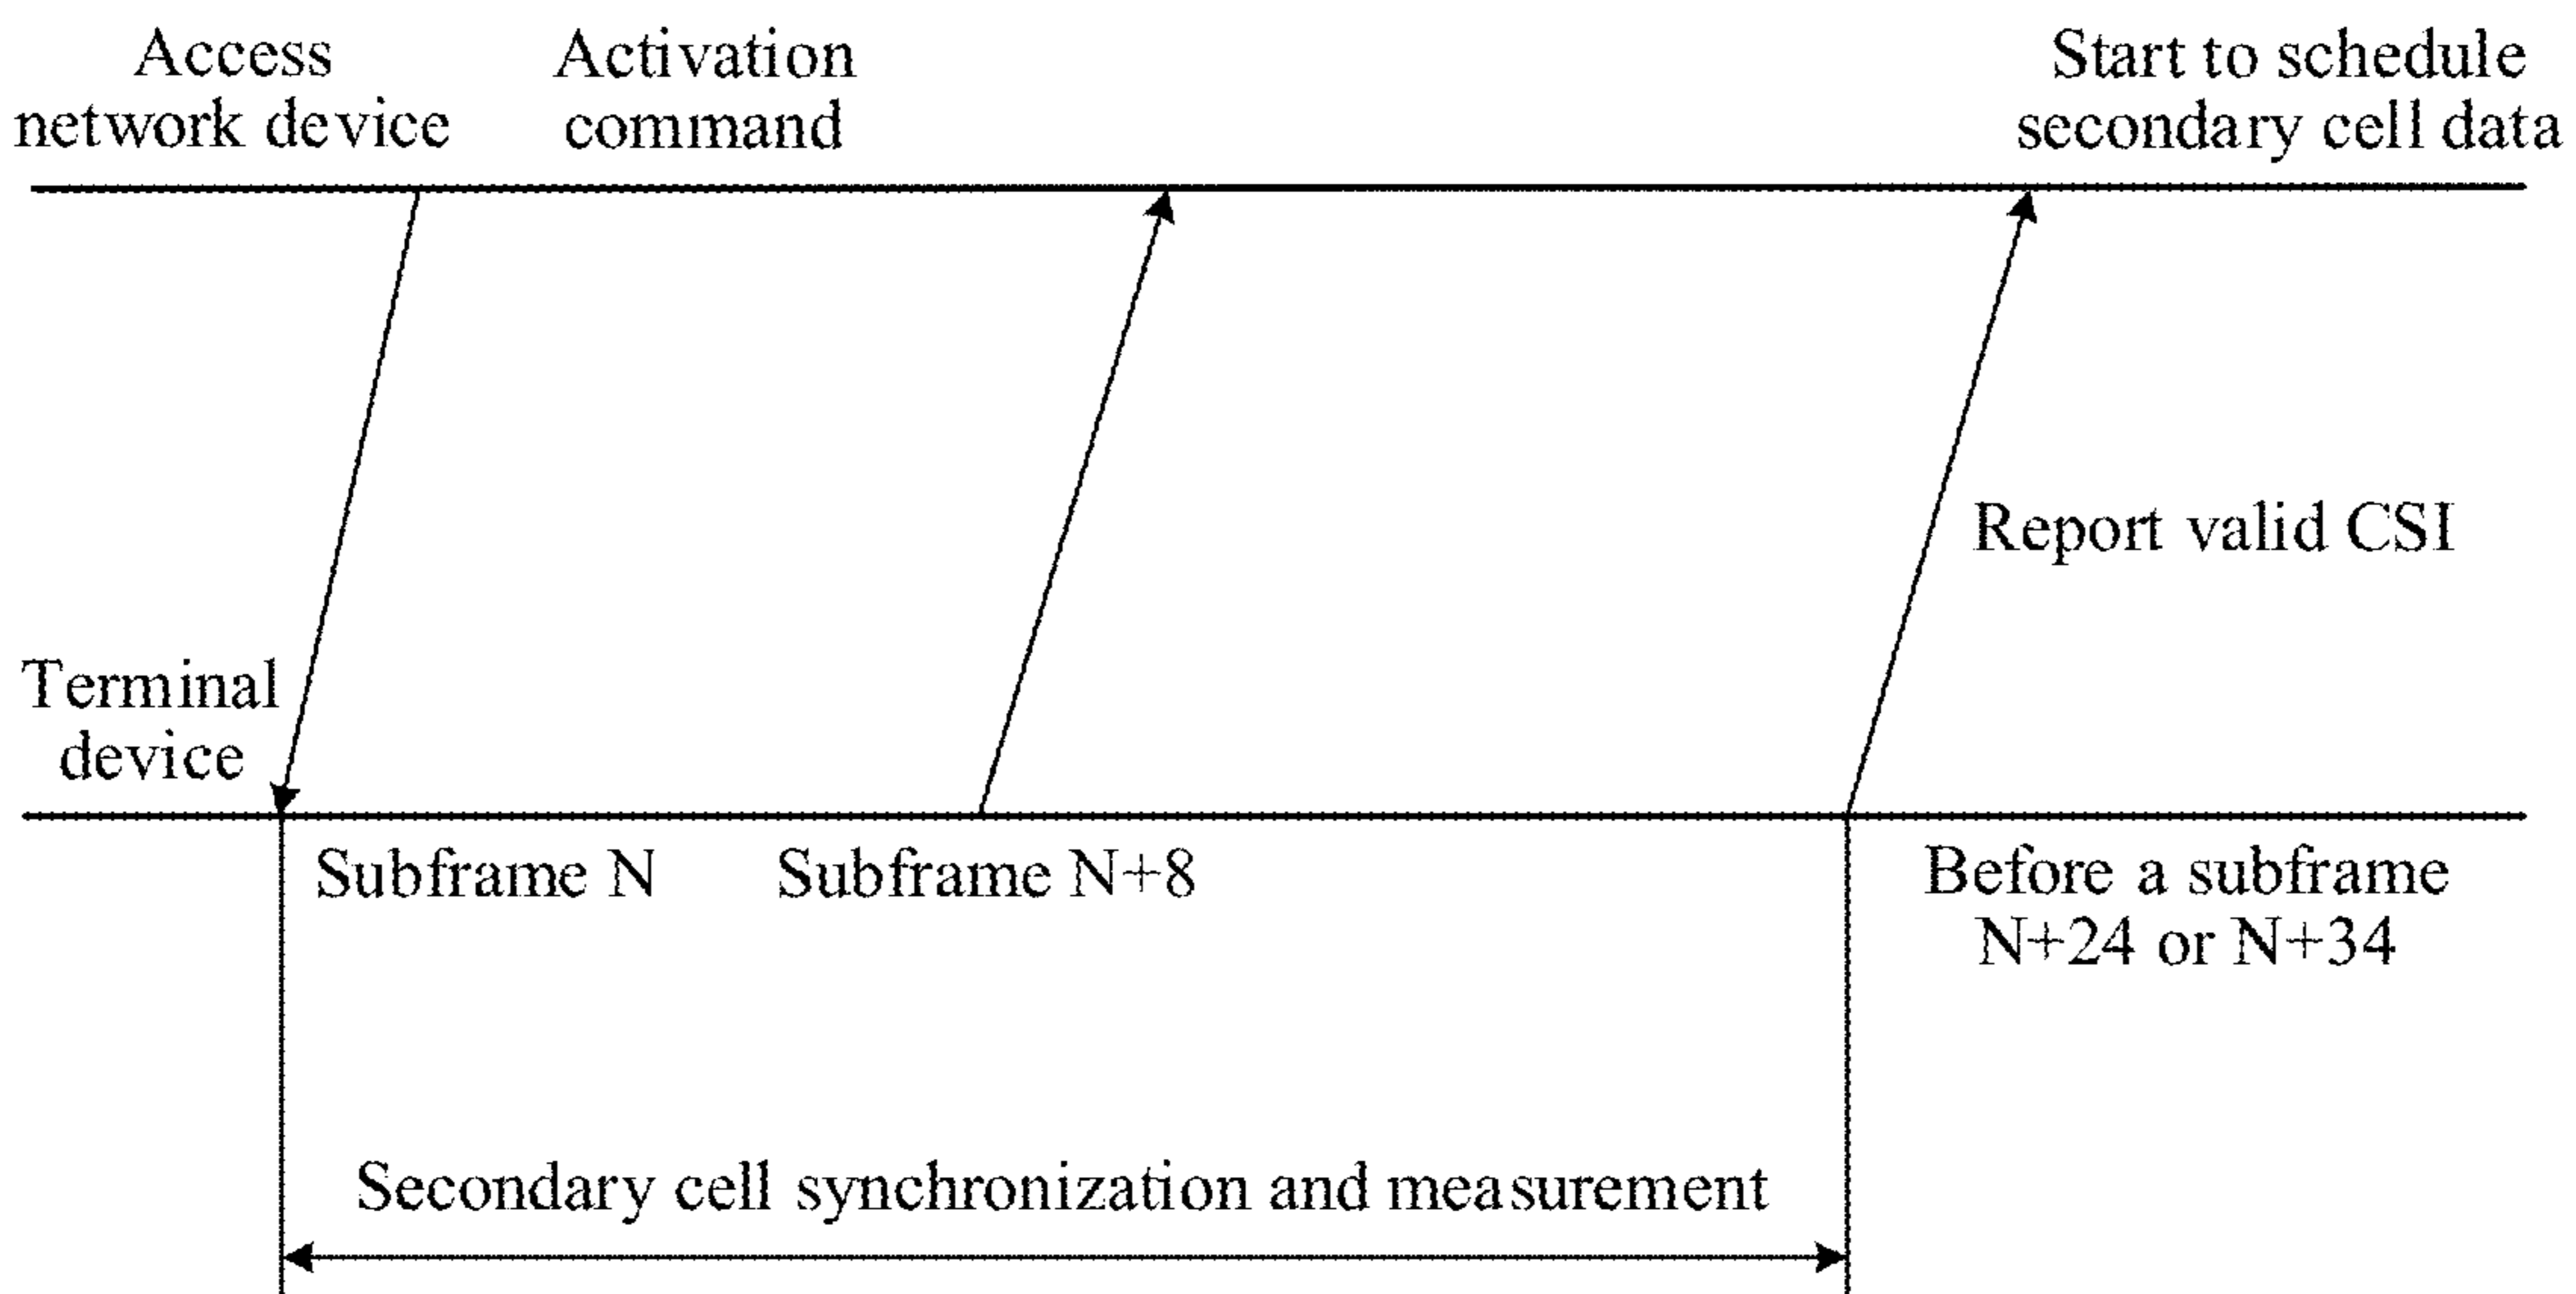 Access
network device
Activation
command
Start to schedule
secondary cell data
Report valid CSI
Terminal
device
Subframe N
Subframe N+8
Before a subframe
N+24 or N+34
Secondary cell synchronization and measurement